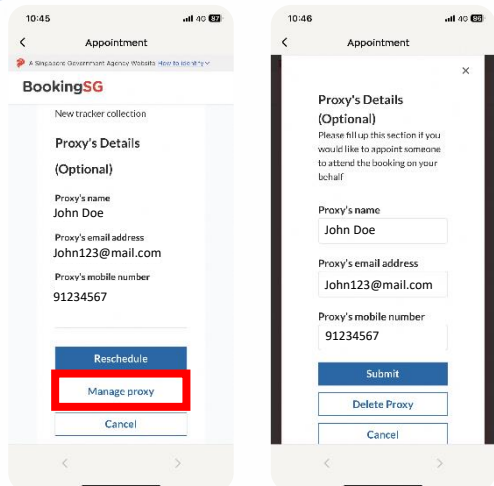 10:45
4G 87
Appointment
A Singapore Government Agency Website How to identify
BookingSG
New tracker collection
Proxy's Details
(Optional)
Proxy's name
John Doe
Proxy's email address
John123@mail.com
Proxy's mobile number
91234567
Reschedule
Manage proxy
Cancel
10:46
4G 86
Appointment
Proxy's Details
(Optional)
Please fill up this section if you
would like to appoint someone
to attend the booking on your
behalf
Proxy's name
John Doe
Proxy's email address
John123@mail.com
Proxy's mobile number
91234567
Submit
Delete Proxy
Cancel